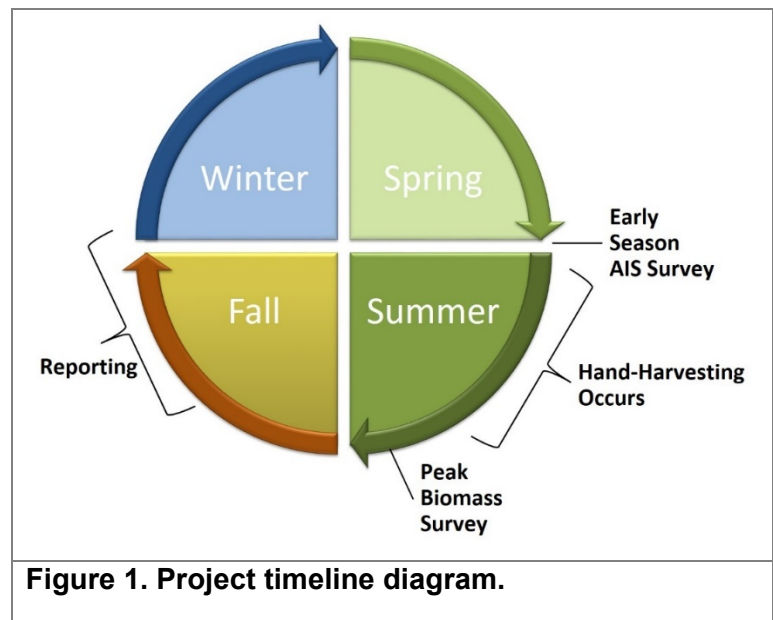 Winter
Spring
Early
Season
AIS Survey
Fall
Summer
Reporting
Hand-Harvesting
Occurs
Peak
Biomass
Survey
Figure 1. Project timeline diagram.